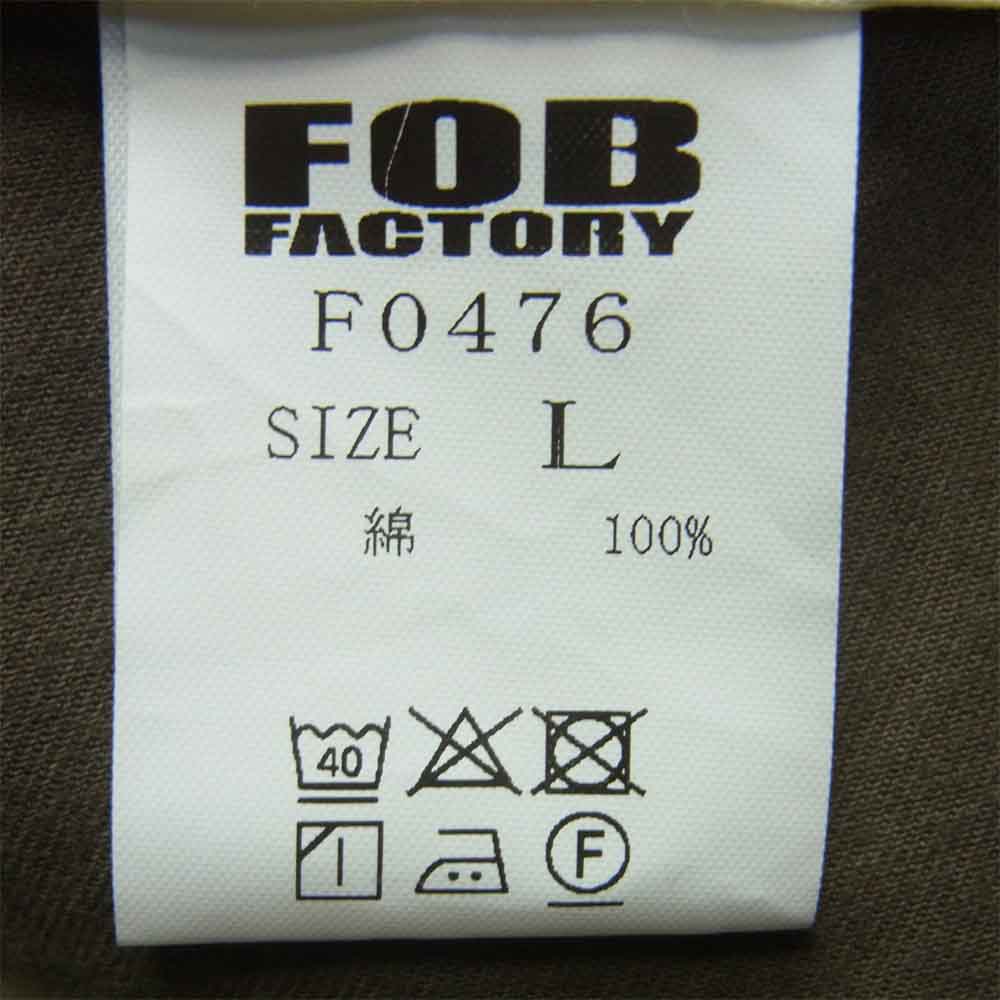 FOB
FACTORY
F0476
SIZE L
綿 100%
40
F